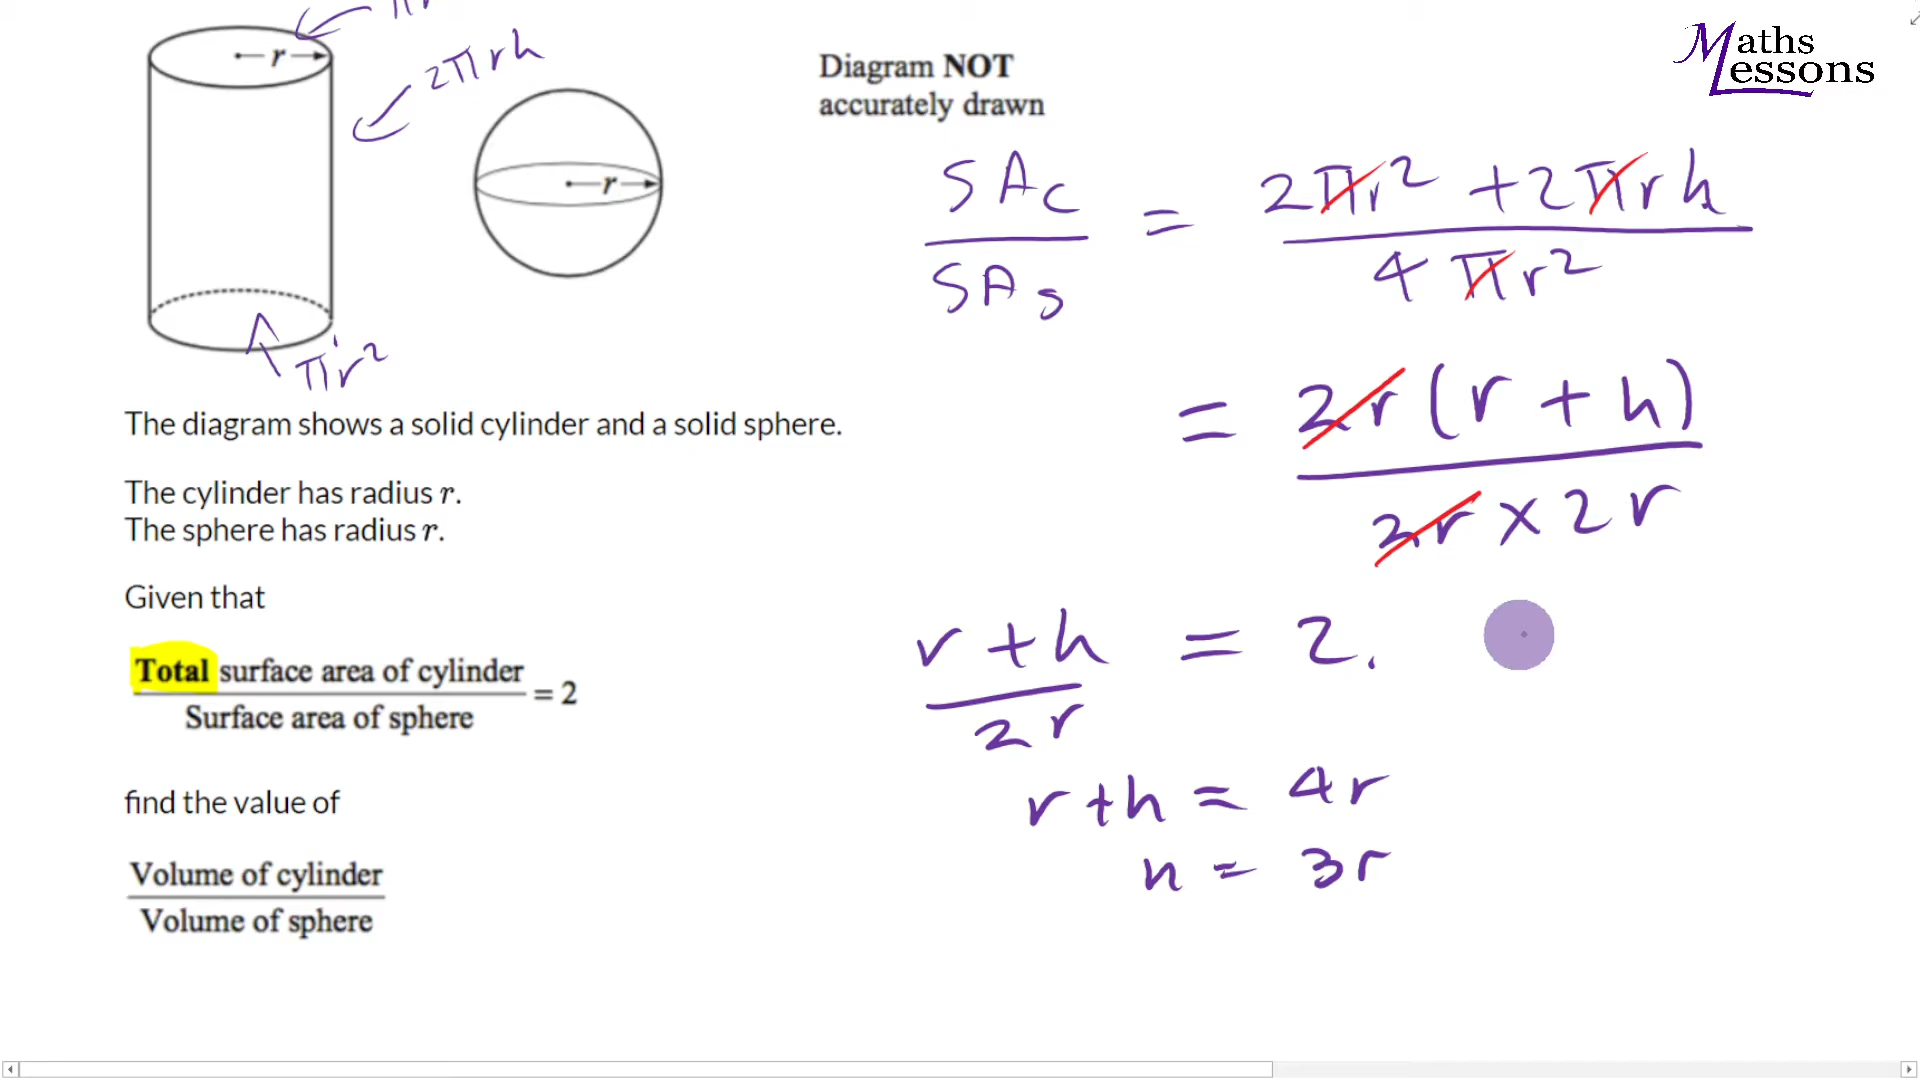 r
2πrh
Diagram NOT
accurately drawn
Maths
Lessons
r
πr²
SAc / SAs = 2πr² + 2πrh / 4πr²
= 2r(r + h) / 2r × 2r
The diagram shows a solid cylinder and a solid sphere.
The cylinder has radius r.
The sphere has radius r.
Given that
Total surface area of cylinder
Surface area of sphere
= 2
r + h / 2r = 2.
find the value of
r + h = 4r
h = 3r
Volume of cylinder
Volume of sphere